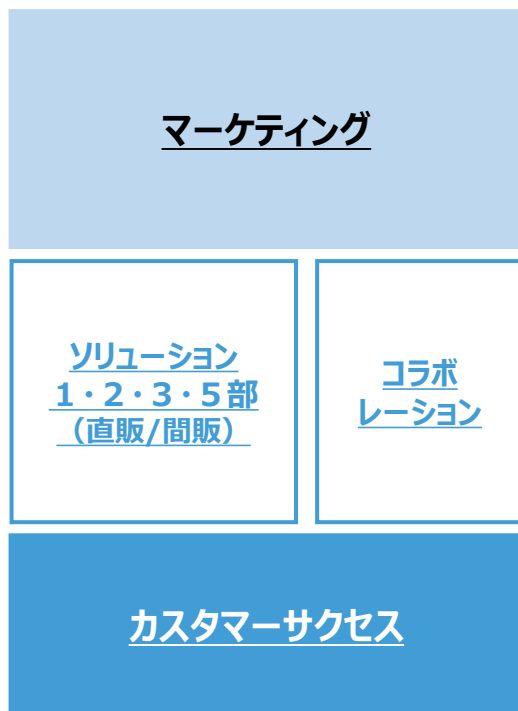 マーケティング
ソリューション
1・2・3・5部
（直販/間販）
コラボ
レーション
カスタマーサクセス